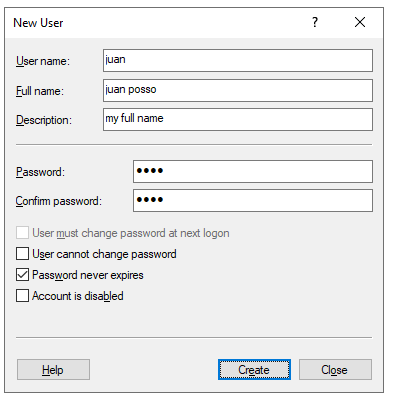 New User
User name: juan
Full name: juan posso
Description: my full name
Password: ••••
Confirm password: ••••
User must change password at next logon
User cannot change password
Password never expires
Account is disabled
Help Create Close